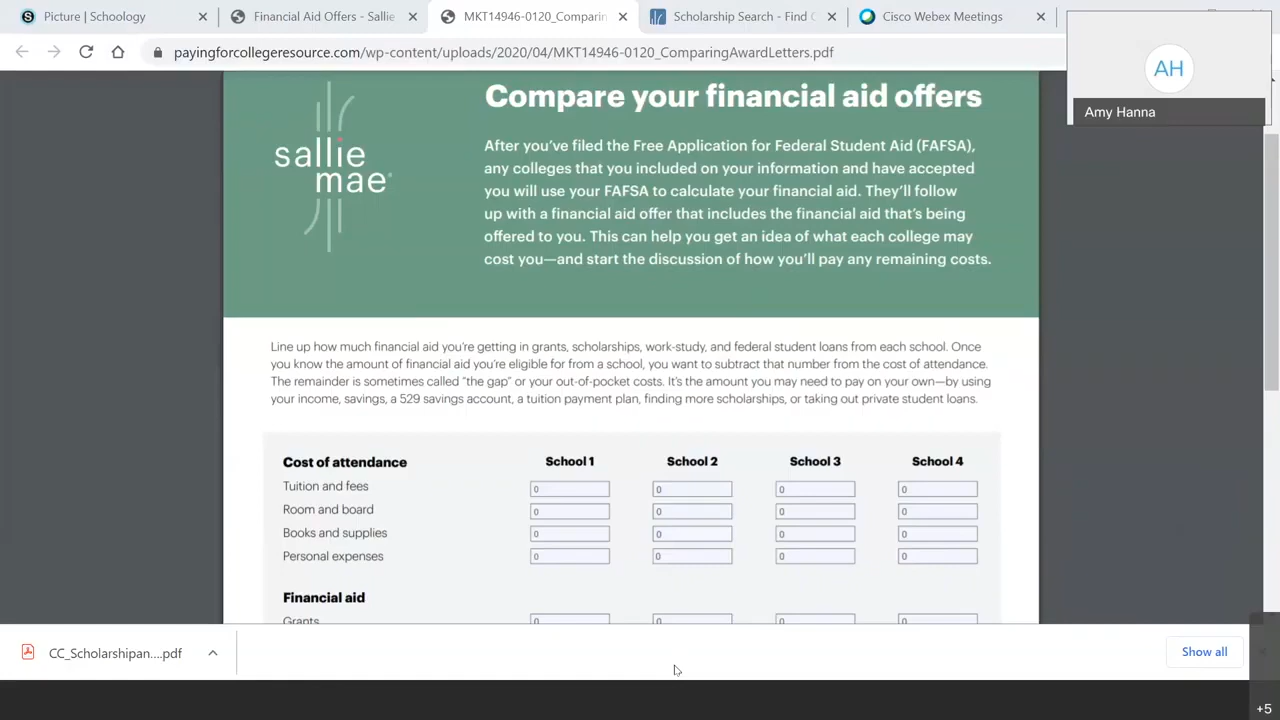 Picture | Schoology
Financial Aid Offers - Sallie
MKT14946-0120_Comparin
Scholarship Search - Find C
Cisco Webex Meetings
payingforcollegeresource.com/wp-content/uploads/2020/04/MKT14946-0120_ComparingAwardLetters.pdf
AH
Amy Hanna
sallie
mae
Compare your financial aid offers
After you've filed the Free Application for Federal Student Aid (FAFSA),
any colleges that you included on your information and have accepted
you will use your FAFSA to calculate your financial aid. They'll follow
up with a financial aid offer that includes the financial aid that's being
offered to you. This can help you get an idea of what each college may
cost you—and start the discussion of how you'll pay any remaining costs.
Line up how much financial aid you're getting in grants, scholarships, work-study, and federal student loans from each school. Once
you know the amount of financial aid you're eligible for from a school, you want to subtract that number from the cost of attendance.
The remainder is sometimes called "the gap" or your out-of-pocket costs. It's the amount you may need to pay on your own—by using
your income, savings, a 529 savings account, a tuition payment plan, finding more scholarships, or taking out private student loans.
Cost of attendance School 1 School 2 School 3 School 4
Tuition and fees 0 0 0 0
Room and board 0 0 0 0
Books and supplies 0 0 0 0
Personal expenses 0 0 0 0
Financial aid
Grants 0 0 0 0
CC_Scholarshipan....pdf
Show all
+5